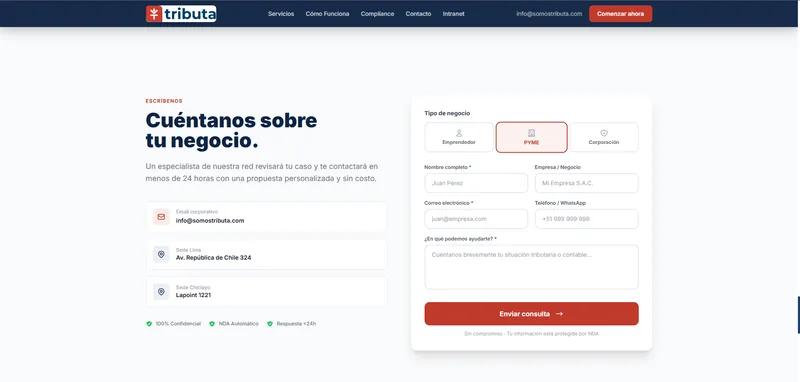 tributa
Servicios Cómo Funciona Compliance Contacto Intranet
info@somostributa.com
Comenzar ahora
ESCRÍBENOS
Cuéntanos sobre
tu negocio.
Un especialista de nuestra red revisará tu caso y te contactará en
menos de 24 horas con una propuesta personalizada y sin costo.
Email corporativo
info@somostributa.com
Sede Lima
Av. República de Chile 324
Sede Chiclayo
Lapoint 1221
100% Confidencial NDA Automático Respuesta <24h
Tipo de negocio
Emprendedor PYME Corporación
Nombre completo * Empresa / Negocio
Juan Pérez Mi Empresa S.A.C.
Correo electrónico * Teléfono / WhatsApp
juan@empresa.com +51 999 999 999
¿En qué podemos ayudarte? *
Cuéntanos brevemente tu situación tributaria o contable...
Enviar consulta →
Sin compromiso · Tu información está protegida por NDA